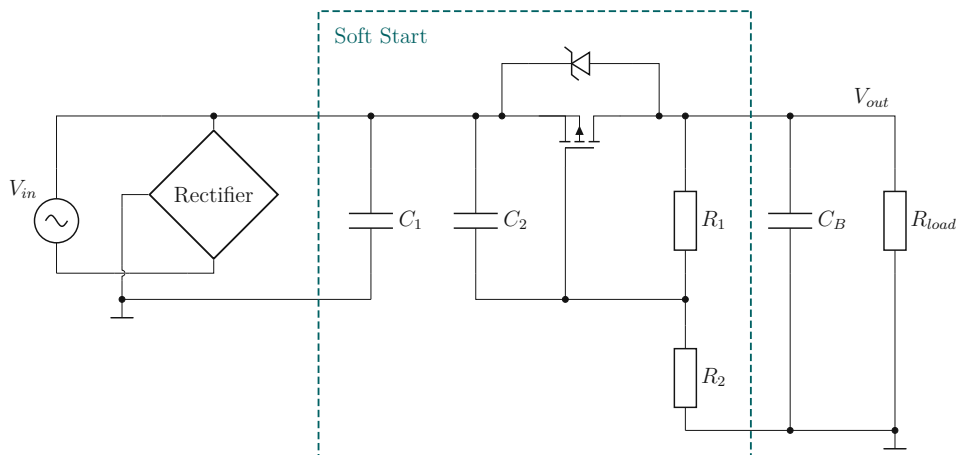 Soft Start
V_out
V_in
Rectifier
C_1
C_2
R_1
C_B
R_load
R_2